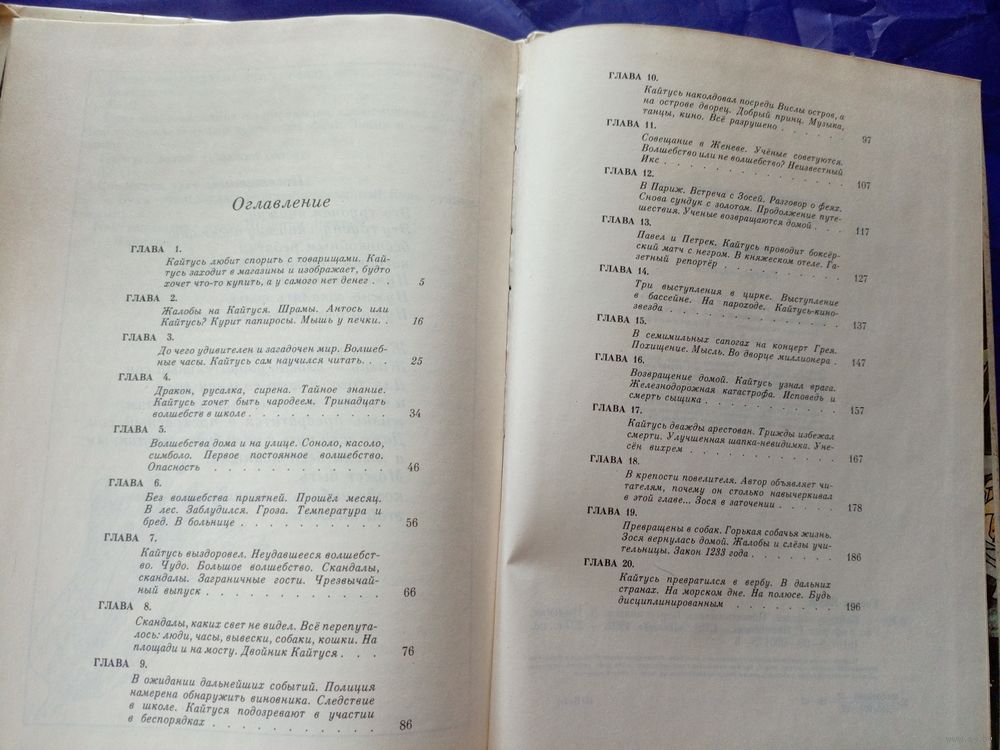 Оглавление
ГЛАВА 1.
Кайтусь любит спорить с товарищами. Кай-
тусь заходит в магазины и изображает, будто
хочет что-то купить, а у самого нет денег . . 5
ГЛАВА 2.
Жалобы на Кайтуся. Шрамы. Антось или
Кайтусь? Курит папиросы. Мышь у печки. . 16
ГЛАВА 3.
До чего удивителен и загадочен мир. Волшеб-
ные часы. Кайтусь сам научился читать. . . 25
ГЛАВА 4.
Дракон, русалка, сирена. Тайное знание.
Кайтусь хочет быть чародеем. Тринадцать
волшебств в школе . . . . . . . . . . 34
ГЛАВА 5.
Волшебства дома и на улице. Соноло, касоло,
симболо. Первое постоянное волшебство.
Опасность . . . . . . . . . . . . . 46
ГЛАВА 6.
Без волшебства приятней. Прошёл месяц.
В лес. Заблудился. Гроза. Температура и
бред. В больнице . . . . . . . . . . . 56
ГЛАВА 7.
Кайтусь выздоровел. Неудавшееся волшебст-
во. Чудо. Большое волшебство. Скандалы,
скандалы. Заграничные гости. Чрезвычай-
ный выпуск . . . . . . . . . . . . . 66
ГЛАВА 8.
Скандалы, каких свет не видел. Всё перепута-
лось: люди, часы, вывески, собаки, кошки. На
площади и на мосту. Двойник Кайтуся . . . 76
ГЛАВА 9.
В ожидании дальнейших событий. Полиция
намерена обнаружить виновника. Следствие
в школе. Кайтуся подозревают в участии
в беспорядках . . . . . . . . . . . . 86
ГЛАВА 10.
Кайтусь наколдовал посреди Вислы остров, а
на острове дворец. Добрый принц. Музыка,
танцы, кино. Всё разрушено . . . . . 97
ГЛАВА 11.
Совещание в Женеве. Учёные советуются.
Волшебство или не волшебство? Неизвестный
Икс . . . . . . . . . . . . . . . 107
ГЛАВА 12.
В Париж. Встреча с Зосей. Разговор о феях.
Снова сундук с золотом. Продолжение путе-
шествия. Ученые возвращаются домой . . . 117
ГЛАВА 13.
Павел и Петрек. Кайтусь проводит боксёр-
ский матч с негром. В княжеском отеле. Га-
зетный репортёр . . . . . . . . . . . 127
ГЛАВА 14.
Три выступления в цирке. Выступление
в бассейне. На пароходе. Кайтусь-кино-
звезда . . . . . . . . . . . . . . 137
ГЛАВА 15.
В семимильных сапогах на концерт Грея.
Похищение. Мысль. Во дворце миллионера . 147
ГЛАВА 16.
Возвращение домой. Кайтусь узнал врага.
Железнодорожная катастрофа. Исповедь и
смерть сыщика . . . . . . . . . . . . 157
ГЛАВА 17.
Кайтусь дважды арестован. Трижды избежал
смерти. Улучшенная шапка-невидимка. Уне-
сён вихрем . . . . . . . . . . . . . 167
ГЛАВА 18.
В крепости повелителя. Автор объявляет чи-
тателям, почему он столько навычеркивал
в этой главе... Зося в заточении . . . . . 178
ГЛАВА 19.
Превращены в собак. Горькая собачья жизнь.
Зося вернулась домой. Жалобы и слёзы учи-
тельницы. Закон 1233 года . . . . . . . . 186
ГЛАВА 20.
Кайтусь превратился в вербу. В дальних
странах. На морском дне. На полюсе. Будь
дисциплинированным . . . . . . . . . . 196